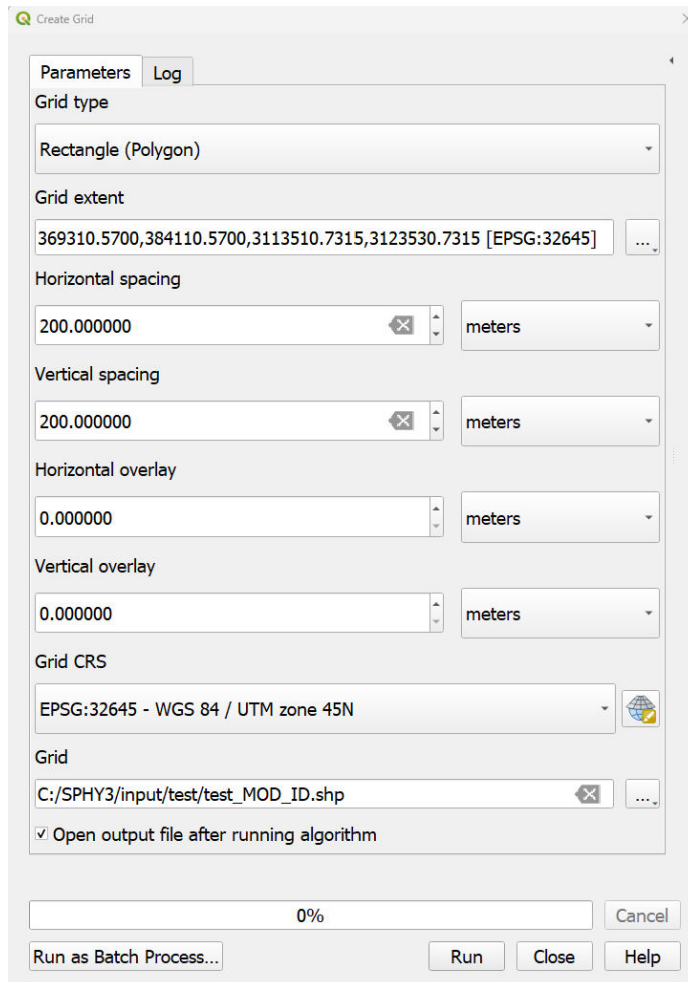 Create Grid
Parameters Log
Grid type
Rectangle (Polygon)
Grid extent
369310.5700,384110.5700,3113510.7315,3123530.7315 [EPSG:32645] ...
Horizontal spacing
200.000000 meters
Vertical spacing
200.000000 meters
Horizontal overlay
0.000000 meters
Vertical overlay
0.000000 meters
Grid CRS
EPSG:32645 - WGS 84 / UTM zone 45N
Grid
C:/SPHY3/input/test/test_MOD_ID.shp ...
Open output file after running algorithm
0% Cancel
Run as Batch Process... Run Close Help